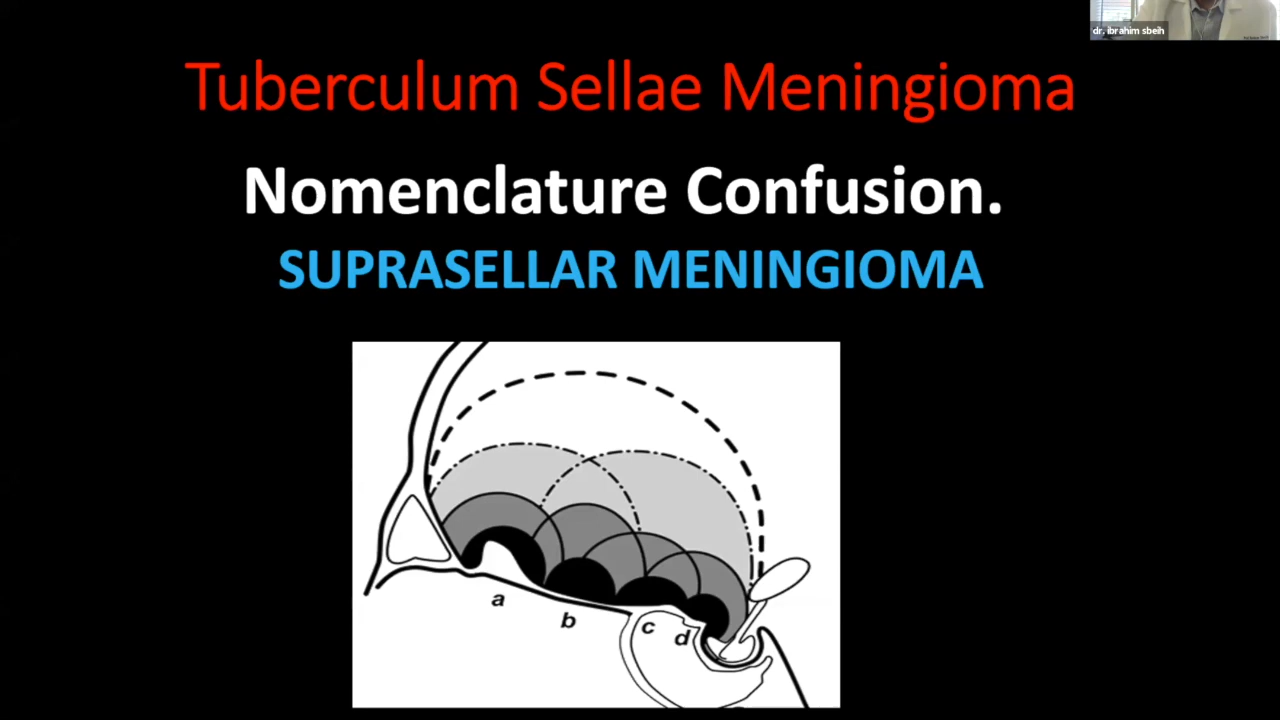 dr. ibrahim sbeih
Tuberculum Sellae Meningioma
Nomenclature Confusion.
SUPRASELLAR MENINGIOMA
a
b
c
d